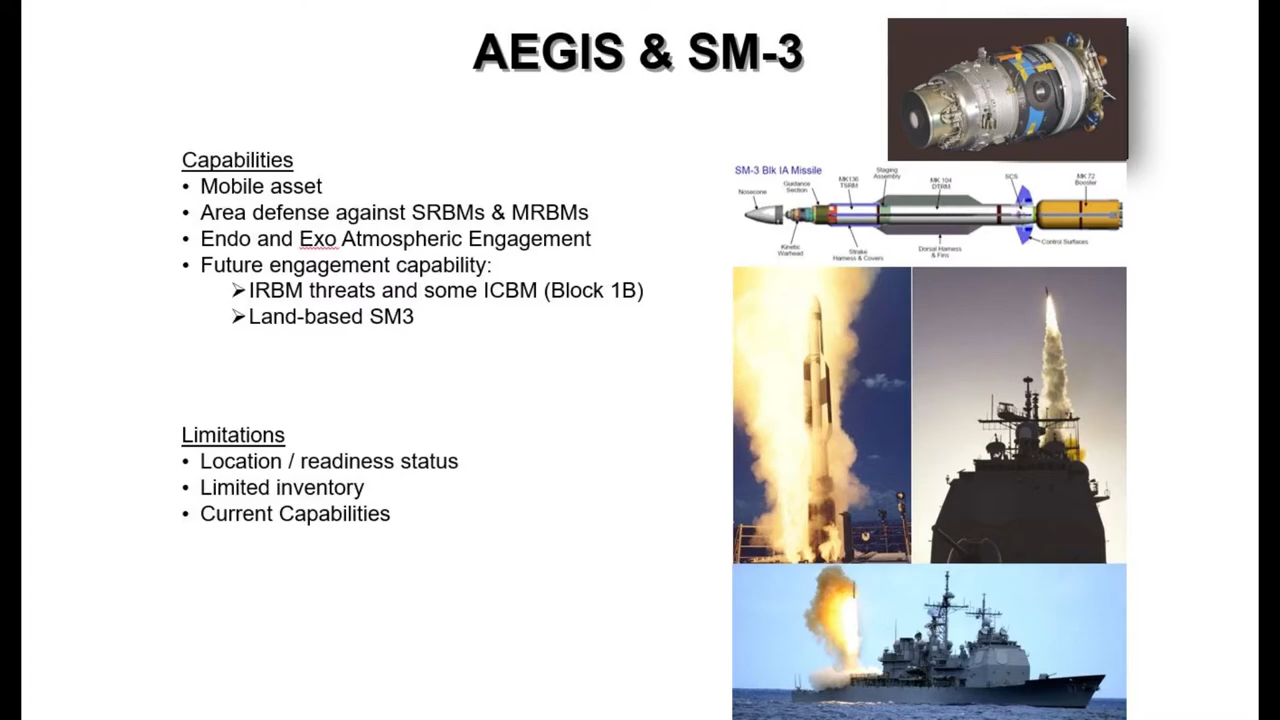 AEGIS & SM-3
Capabilities
• Mobile asset
• Area defense against SRBMs & MRBMs
• Endo and Exo Atmospheric Engagement
• Future engagement capability:
➢IRBM threats and some ICBM (Block 1B)
➢Land-based SM3
Limitations
• Location / readiness status
• Limited inventory
• Current Capabilities
SM-3 Blk IA Missile
Nosecone
Guidance
Section
MK136
TSRM
Staging
Assembly
MK 104
DTRM
SCS
MK 72
Booster
Kinetic
Warhead
Strake
Harness & Covers
Dorsal Harness
& Fins
Control Surfaces